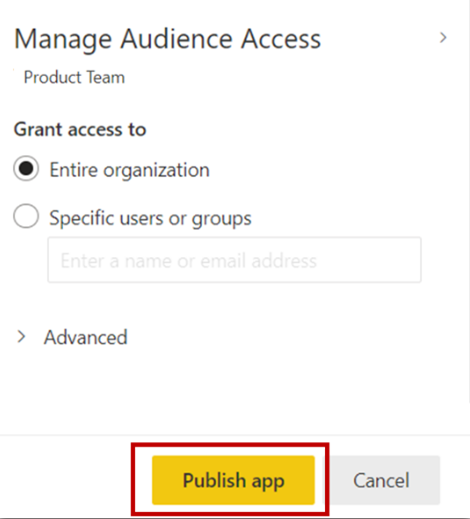 Manage Audience Access
Product Team
Grant access to
Entire organization
Specific users or groups
Enter a name or email address
Advanced
Publish app
Cancel